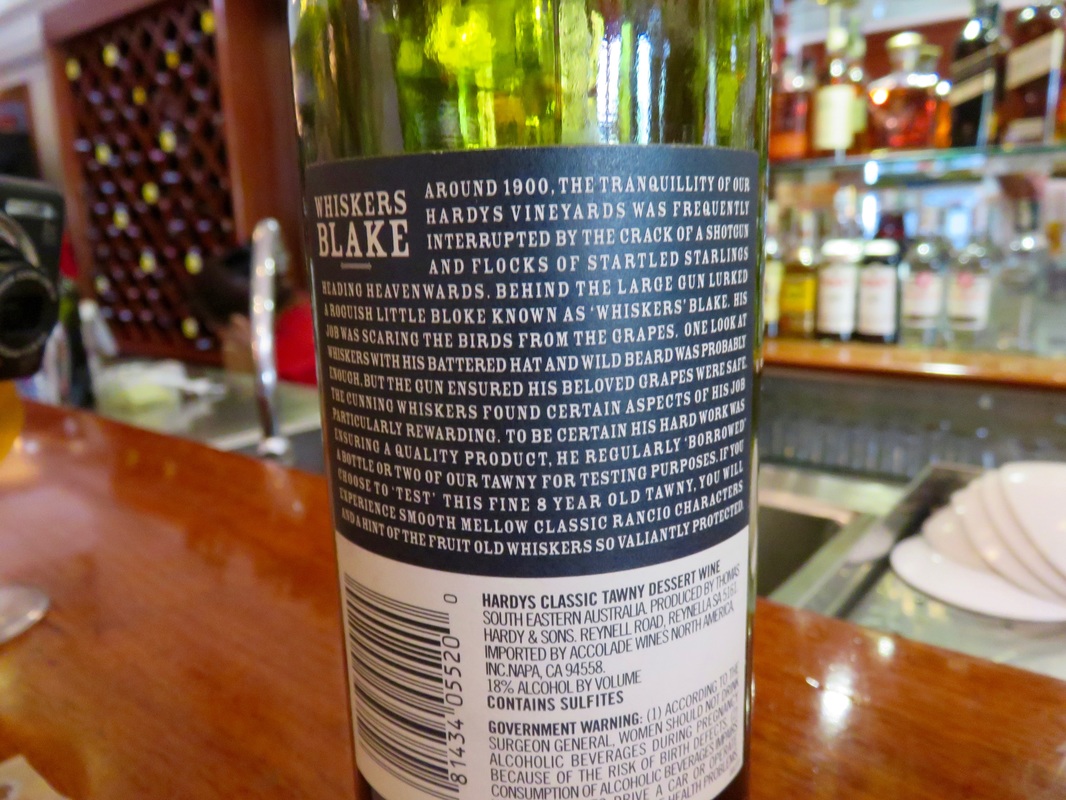 WHISKERS
BLAKE
AROUND 1900, THE TRANQUILLITY OF OUR
HARDYS VINEYARDS WAS FREQUENTLY
INTERRUPTED BY THE CRACK OF A SHOTGUN
AND FLOCKS OF STARTLED STARLINGS
HEADING HEAVENWARDS. BEHIND THE LARGE GUN LURKED
A ROGUISH LITTLE BLOKE KNOWN AS 'WHISKERS' BLAKE. HIS
JOB WAS SCARING THE BIRDS FROM THE GRAPES. ONE LOOK AT
WHISKERS WITH HIS BATTERED HAT AND WILD BEARD WAS PROBABLY
ENOUGH, BUT THE GUN ENSURED HIS BELOVED GRAPES WERE SAFE.
THE CUNNING WHISKERS FOUND CERTAIN ASPECTS OF HIS JOB
PARTICULARLY REWARDING. TO BE CERTAIN HIS HARD WORK WAS
ENSURING A QUALITY PRODUCT, HE REGULARLY 'BORROWED'
A BOTTLE OR TWO OF OUR TAWNY FOR TESTING PURPOSES. IF YOU
CHOOSE TO 'TEST' THIS FINE 8 YEAR OLD TAWNY, YOU WILL
EXPERIENCE SMOOTH MELLOW CLASSIC RANCIO CHARACTERS
AND A HINT OF THE FRUIT OLD WHISKERS SO VALIANTLY PROTECTED.
HARDYS CLASSIC TAWNY DESSERT WINE
SOUTH EASTERN AUSTRALIA. PRODUCED BY THOMAS
HARDY & SONS. REYNELL ROAD, REYNELLA SA 5161.
IMPORTED BY ACCOLADE WINES NORTH AMERICA,
INC. NAPA, CA 94558.
18% ALCOHOL BY VOLUME
CONTAINS SULFITES
GOVERNMENT WARNING: (1) ACCORDING TO THE
SURGEON GENERAL, WOMEN SHOULD NOT DRINK
ALCOHOLIC BEVERAGES DURING PREGNANCY
BECAUSE OF THE RISK OF BIRTH DEFECTS.
CONSUMPTION OF ALCOHOLIC BEVERAGES IMPAIRS
DRIVE A CAR OR
HEALTH
81434 05520 0